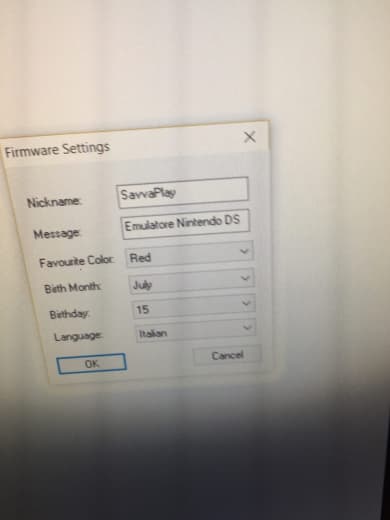 Firmware Settings
Nickname: SavvaPlay
Message: Emulatore Nintendo DS
Favourite Color: Red
Birth Month: July
Birthday: 15
Language: Italian
OK Cancel